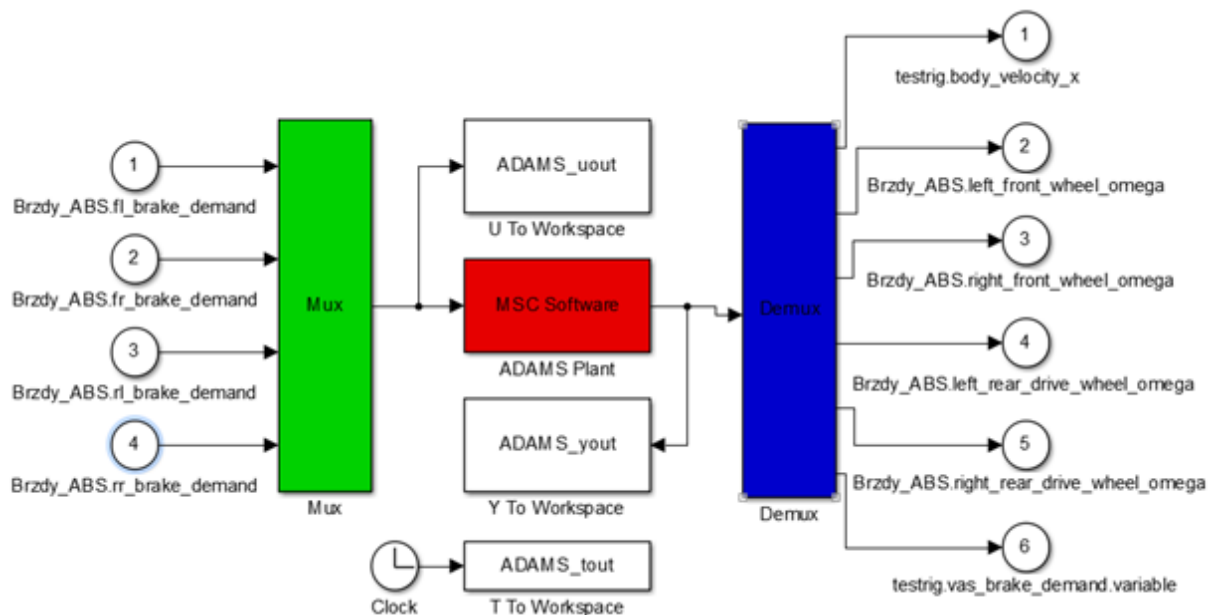 1
Brzdy_ABS.fl_brake_demand
2
Brzdy_ABS.fr_brake_demand
3
Brzdy_ABS.rl_brake_demand
4
Brzdy_ABS.rr_brake_demand
Mux
Mux
ADAMS_uout
U To Workspace
MSC Software
ADAMS Plant
ADAMS_yout
Y To Workspace
Clock
ADAMS_tout
T To Workspace
Demux
Demux
1
testrig.body_velocity_x
2
Brzdy_ABS.left_front_wheel_omega
3
Brzdy_ABS.right_front_wheel_omega
4
Brzdy_ABS.left_rear_drive_wheel_omega
5
Brzdy_ABS.right_rear_drive_wheel_omega
6
testrig.vas_brake_demand.variable